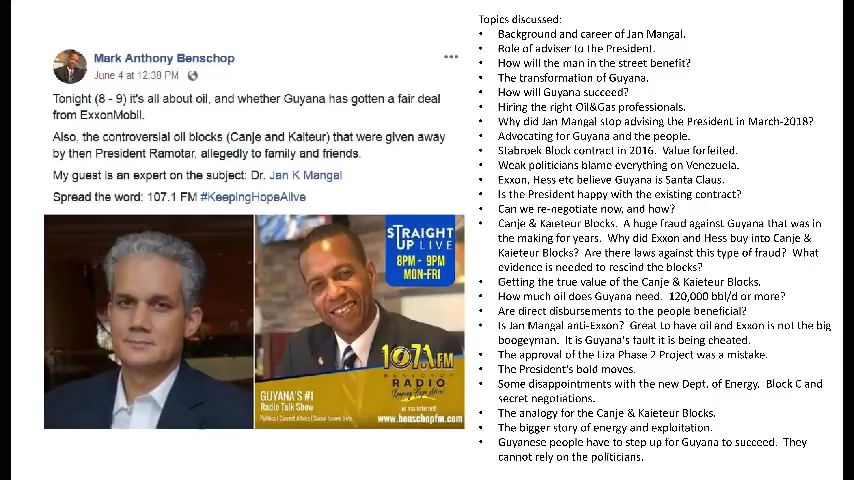 Mark Anthony Benschop
June 4 at 12:38 PM
Tonight (8 - 9) it's all about oil, and whether Guyana has gotten a fair deal
from ExxonMobil.
Also, the controversial oil blocks (Canje and Kaiteur) that were given away
by then President Ramotar, allegedly to family and friends.
My guest is an expert on the subject: Dr. Jan K Mangal
Spread the word: 107.1 FM #KeepingHopeAlive
STRAIGHT
UP LIVE
8PM - 9PM
MON-FRI
107.1 FM
BENSCHOP
RADIO
(Keeping Hope Alive)
GUYANA'S #1
Radio Talk Show
Political | Current Affairs | Social Issues
or via internet
www.benschopfm.com
Topics discussed:
• Background and career of Jan Mangal.
• Role of adviser to the President.
• How will the man in the street benefit?
• The transformation of Guyana.
• How will Guyana succeed?
• Hiring the right Oil&Gas professionals.
• Why did Jan Mangal stop advising the President in March-2018?
• Advocating for Guyana and the people.
• Stabroek Block contract in 2016. Value forfeited.
• Weak politicians blame everything on Venezuela.
• Exxon, Hess etc believe Guyana is Santa Claus.
• Is the President happy with the existing contract?
• Can we re-negotiate now, and how?
• Canje & Kaieteur Blocks. A huge fraud against Guyana that was in
the making for years. Why did Exxon and Hess buy into Canje &
Kaieteur Blocks? Are there laws against this type of fraud? What
evidence is needed to rescind the blocks?
• Getting the true value of the Canje & Kaieteur Blocks.
• How much oil does Guyana need. 120,000 bbl/d or more?
• Are direct disbursements to the people beneficial?
• Is Jan Mangal anti-Exxon? Great to have oil and Exxon is not the big
boogeyman. It is Guyana's fault it is being cheated.
• The approval of the Liza Phase 2 Project was a mistake.
• The President's bold moves.
• Some disappointments with the new Dept. of Energy. Block C and
secret negotiations.
• The analogy for the Canje & Kaieteur Blocks.
• The bigger story of energy and exploitation.
• Guyanese people have to step up for Guyana to succeed. They
cannot rely on the politicians.